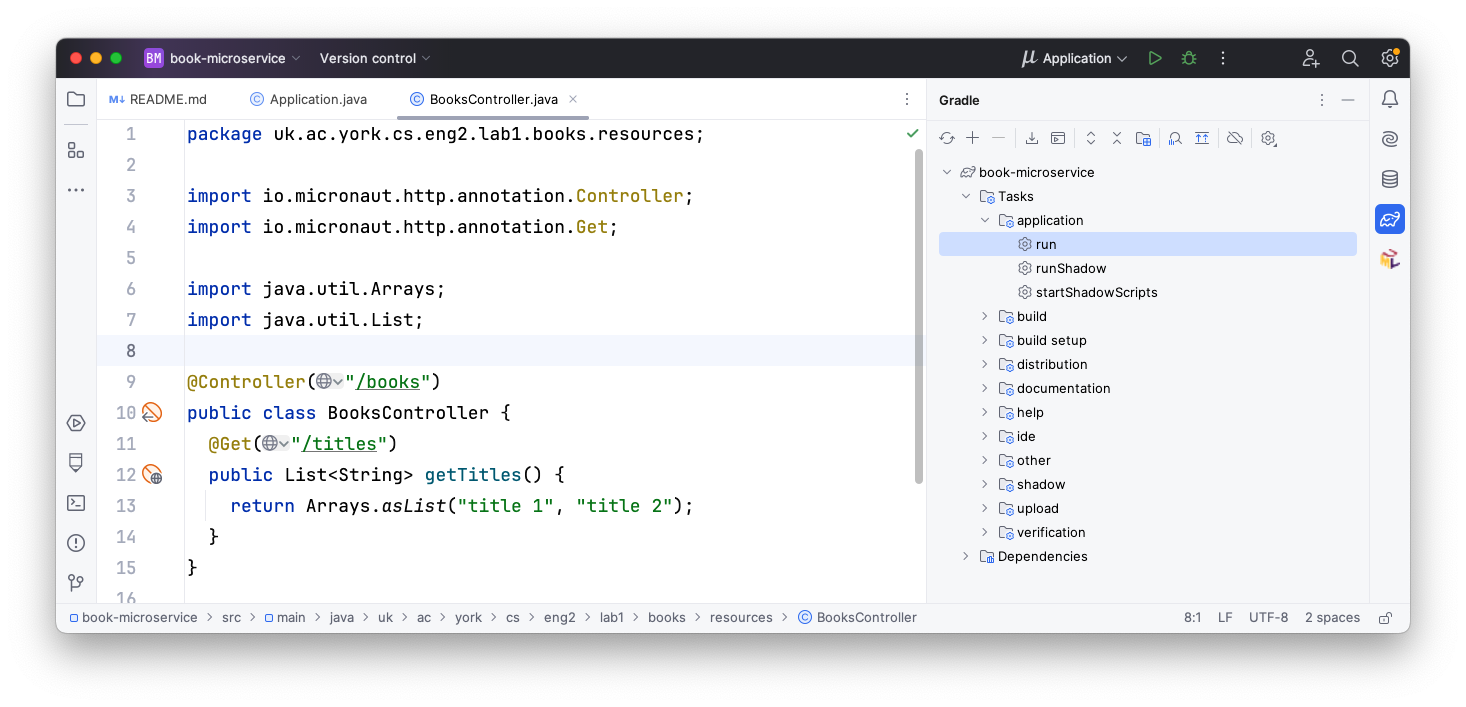 BM book-microservice Version control Application
README.md Application.java BooksController.java
1 package uk.ac.york.cs.eng2.lab1.books.resources;
2
3 import io.micronaut.http.annotation.Controller;
4 import io.micronaut.http.annotation.Get;
5
6 import java.util.Arrays;
7 import java.util.List;
8
9 @Controller("/books")
10 public class BooksController {
11 @Get("/titles")
12 public List<String> getTitles() {
13 return Arrays.asList("title 1", "title 2");
14 }
15 }
16
Gradle
book-microservice
Tasks
application
run
runShadow
startShadowScripts
build
build setup
distribution
documentation
help
ide
other
shadow
upload
verification
Dependencies
book-microservice > src > main > java > uk > ac > york > cs > eng2 > lab1 > books > resources > BooksController 8:1 LF UTF-8 2 spaces